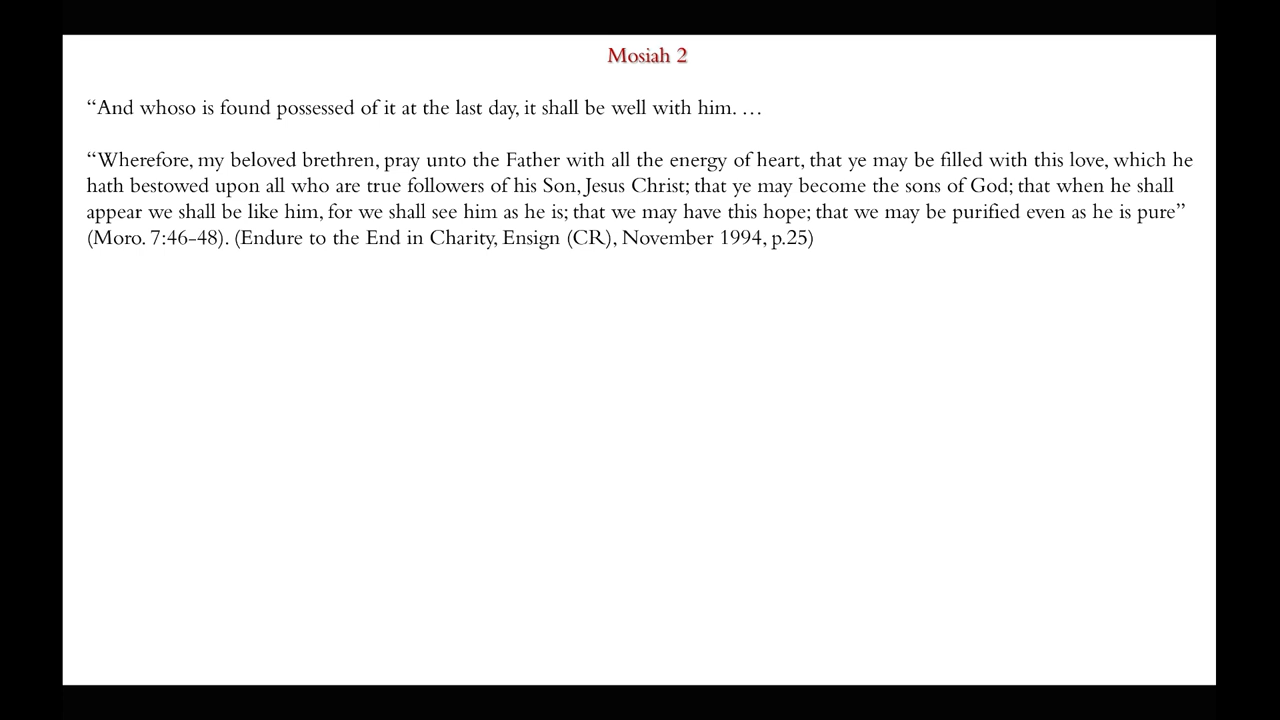 Mosiah 2
“And whoso is found possessed of it at the last day, it shall be well with him. …
“Wherefore, my beloved brethren, pray unto the Father with all the energy of heart, that ye may be filled with this love, which he
hath bestowed upon all who are true followers of his Son, Jesus Christ; that ye may become the sons of God; that when he shall
appear we shall be like him, for we shall see him as he is; that we may have this hope; that we may be purified even as he is pure”
(Moro. 7:46-48). (Endure to the End in Charity, Ensign (CR), November 1994, p.25)